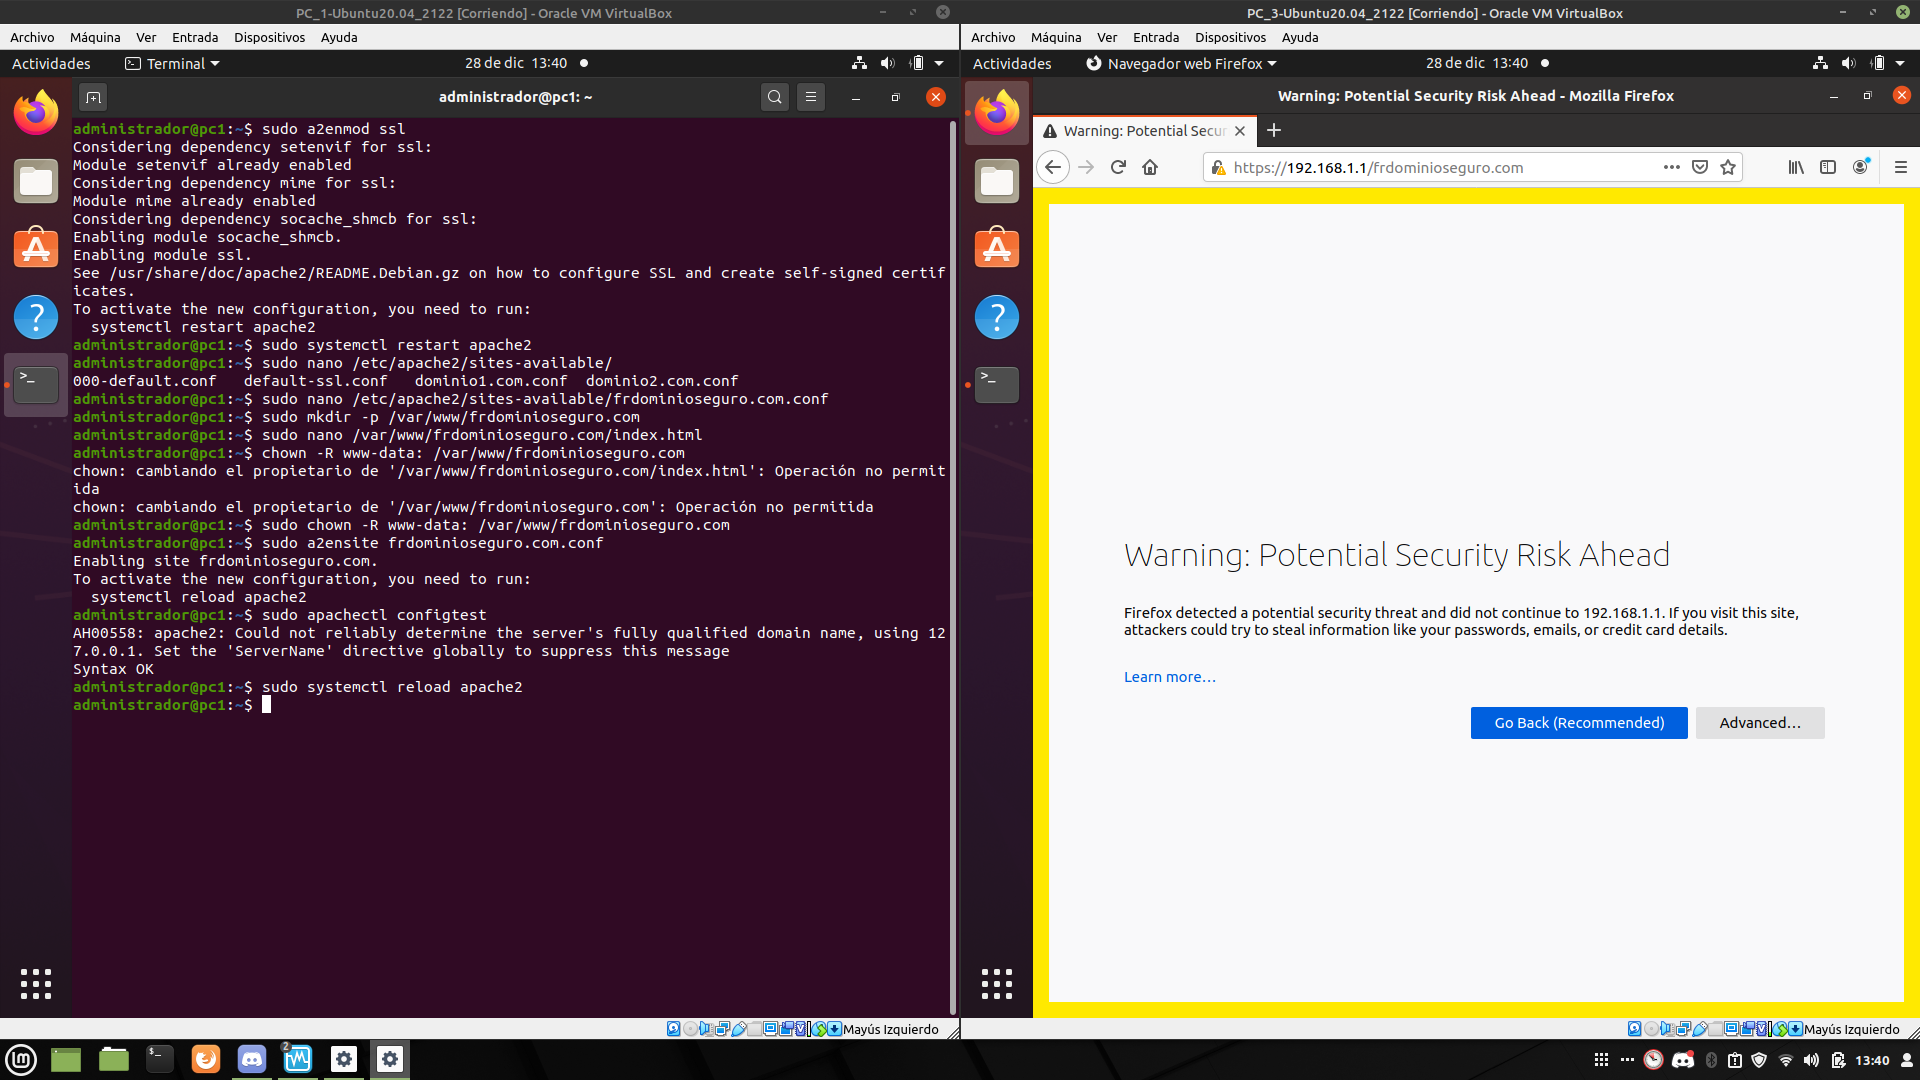 PC_1-Ubuntu20.04_2122 [Corriendo] - Oracle VM VirtualBox
Archivo Máquina Ver Entrada Dispositivos Ayuda
Actividades Terminal 28 de dic 13:40
administrador@pc1: ~
administrador@pc1:~$ sudo a2enmod ssl
Considering dependency setenvif for ssl:
Module setenvif already enabled
Considering dependency mime for ssl:
Module mime already enabled
Considering dependency socache_shmcb for ssl:
Enabling module socache_shmcb.
Enabling module ssl.
See /usr/share/doc/apache2/README.Debian.gz on how to configure SSL and create self-signed certif
icates.
To activate the new configuration, you need to run:
  systemctl restart apache2
administrador@pc1:~$ sudo systemctl restart apache2
administrador@pc1:~$ sudo nano /etc/apache2/sites-available/
000-default.conf   default-ssl.conf   dominio1.com.conf  dominio2.com.conf
administrador@pc1:~$ sudo nano /etc/apache2/sites-available/frdominioseguro.com.conf
administrador@pc1:~$ sudo mkdir -p /var/www/frdominioseguro.com
administrador@pc1:~$ sudo nano /var/www/frdominioseguro.com/index.html
administrador@pc1:~$ chown -R www-data: /var/www/frdominioseguro.com
chown: cambiando el propietario de '/var/www/frdominioseguro.com/index.html': Operación no permit
ida
chown: cambiando el propietario de '/var/www/frdominioseguro.com': Operación no permitida
administrador@pc1:~$ sudo chown -R www-data: /var/www/frdominioseguro.com
administrador@pc1:~$ sudo a2ensite frdominioseguro.com.conf
Enabling site frdominioseguro.com.
To activate the new configuration, you need to run:
  systemctl reload apache2
administrador@pc1:~$ sudo apachectl configtest
AH00558: apache2: Could not reliably determine the server's fully qualified domain name, using 12
7.0.0.1. Set the 'ServerName' directive globally to suppress this message
Syntax OK
administrador@pc1:~$ sudo systemctl reload apache2
administrador@pc1:~$
Mayús Izquierdo
PC_3-Ubuntu20.04_2122 [Corriendo] - Oracle VM VirtualBox
Archivo Máquina Ver Entrada Dispositivos Ayuda
Actividades Navegador web Firefox 28 de dic 13:40
Warning: Potential Security Risk Ahead - Mozilla Firefox
Warning: Potential Secur
https://192.168.1.1/frdominioseguro.com
Warning: Potential Security Risk Ahead
Firefox detected a potential security threat and did not continue to 192.168.1.1. If you visit this site,
attackers could try to steal information like your passwords, emails, or credit card details.
Learn more…
Go Back (Recommended) Advanced…
Mayús Izquierdo
2
13:40